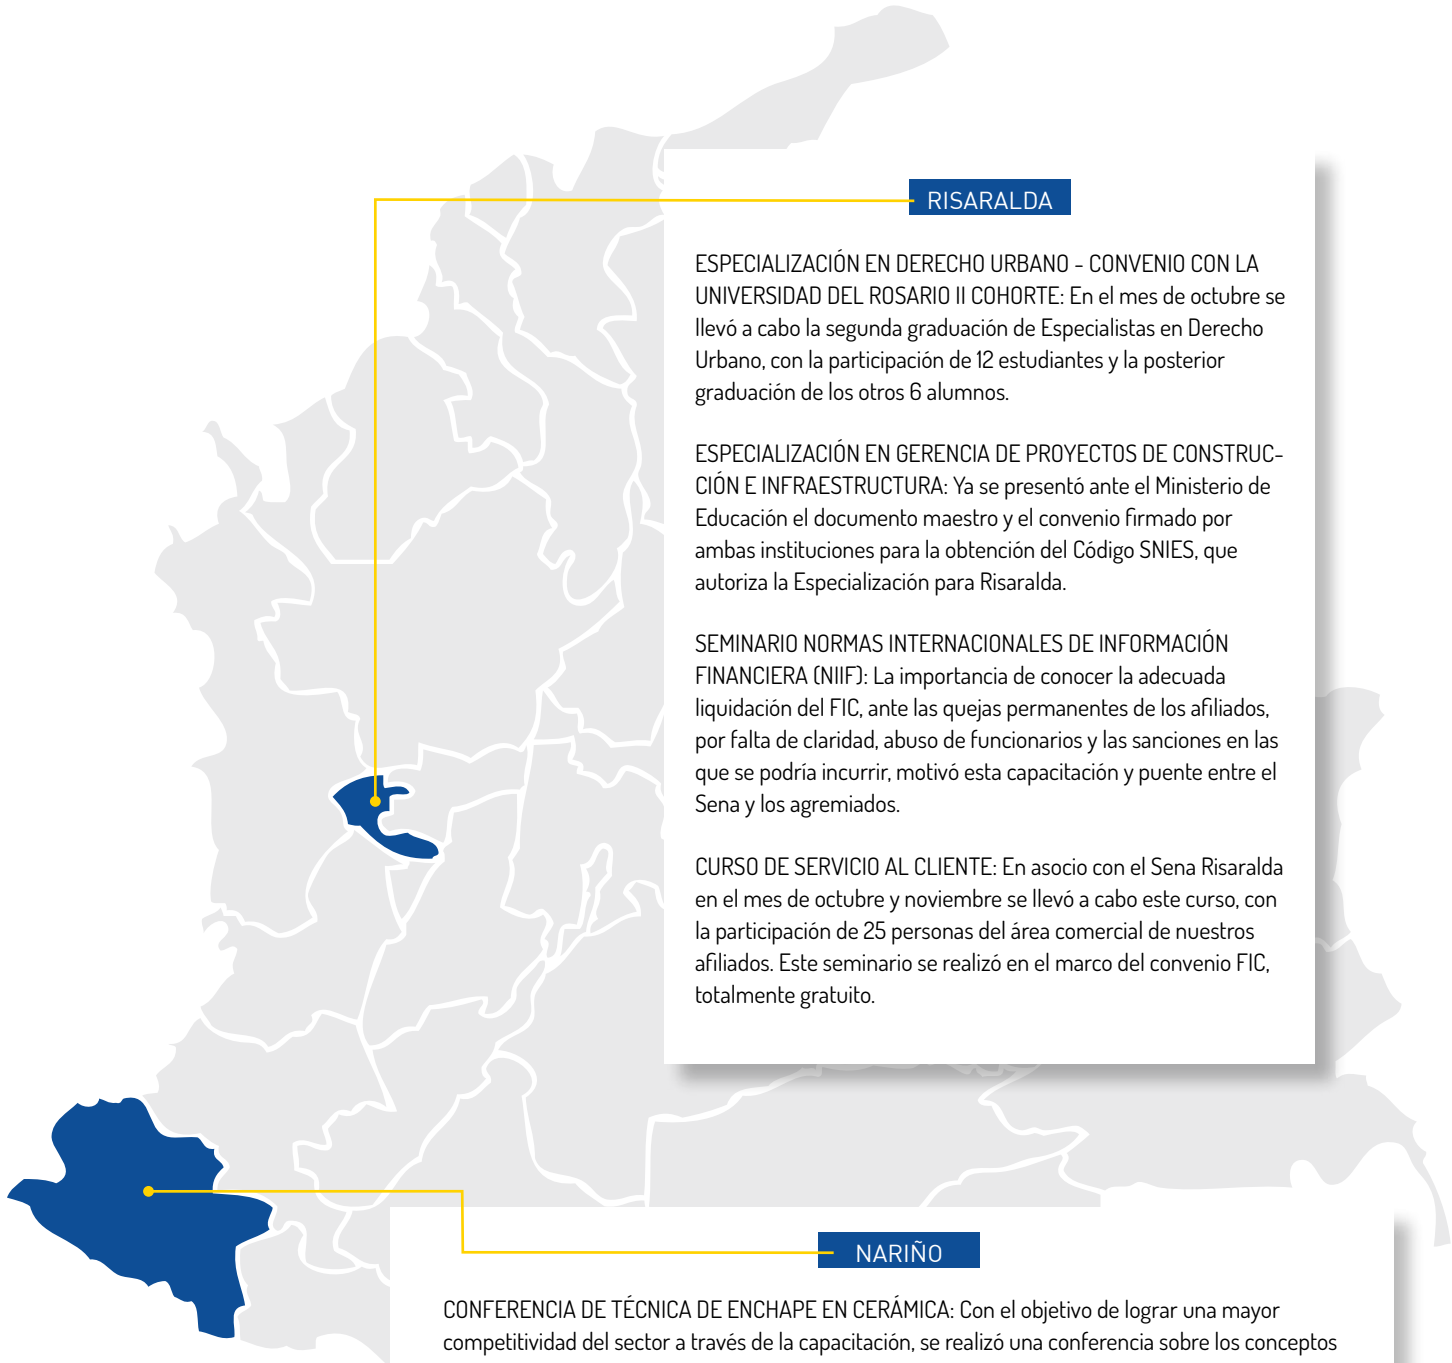 RISARALDA
ESPECIALIZACIÓN EN DERECHO URBANO - CONVENIO CON LA
UNIVERSIDAD DEL ROSARIO II COHORTE: En el mes de octubre se
llevó a cabo la segunda graduación de Especialistas en Derecho
Urbano, con la participación de 12 estudiantes y la posterior
graduación de los otros 6 alumnos.
ESPECIALIZACIÓN EN GERENCIA DE PROYECTOS DE CONSTRUC-
CIÓN E INFRAESTRUCTURA: Ya se presentó ante el Ministerio de
Educación el documento maestro y el convenio firmado por
ambas instituciones para la obtención del Código SNIES, que
autoriza la Especialización para Risaralda.
SEMINARIO NORMAS INTERNACIONALES DE INFORMACIÓN
FINANCIERA (NIIF): La importancia de conocer la adecuada
liquidación del FIC, ante las quejas permanentes de los afiliados,
por falta de claridad, abuso de funcionarios y las sanciones en las
que se podría incurrir, motivó esta capacitación y puente entre el
Sena y los agremiados.
CURSO DE SERVICIO AL CLIENTE: En asocio con el Sena Risaralda
en el mes de octubre y noviembre se llevó a cabo este curso, con
la participación de 25 personas del área comercial de nuestros
afiliados. Este seminario se realizó en el marco del convenio FIC,
totalmente gratuito.
NARIÑO
CONFERENCIA DE TÉCNICA DE ENCHAPE EN CERÁMICA: Con el objetivo de lograr una mayor
competitividad del sector a través de la capacitación, se realizó una conferencia sobre los conceptos